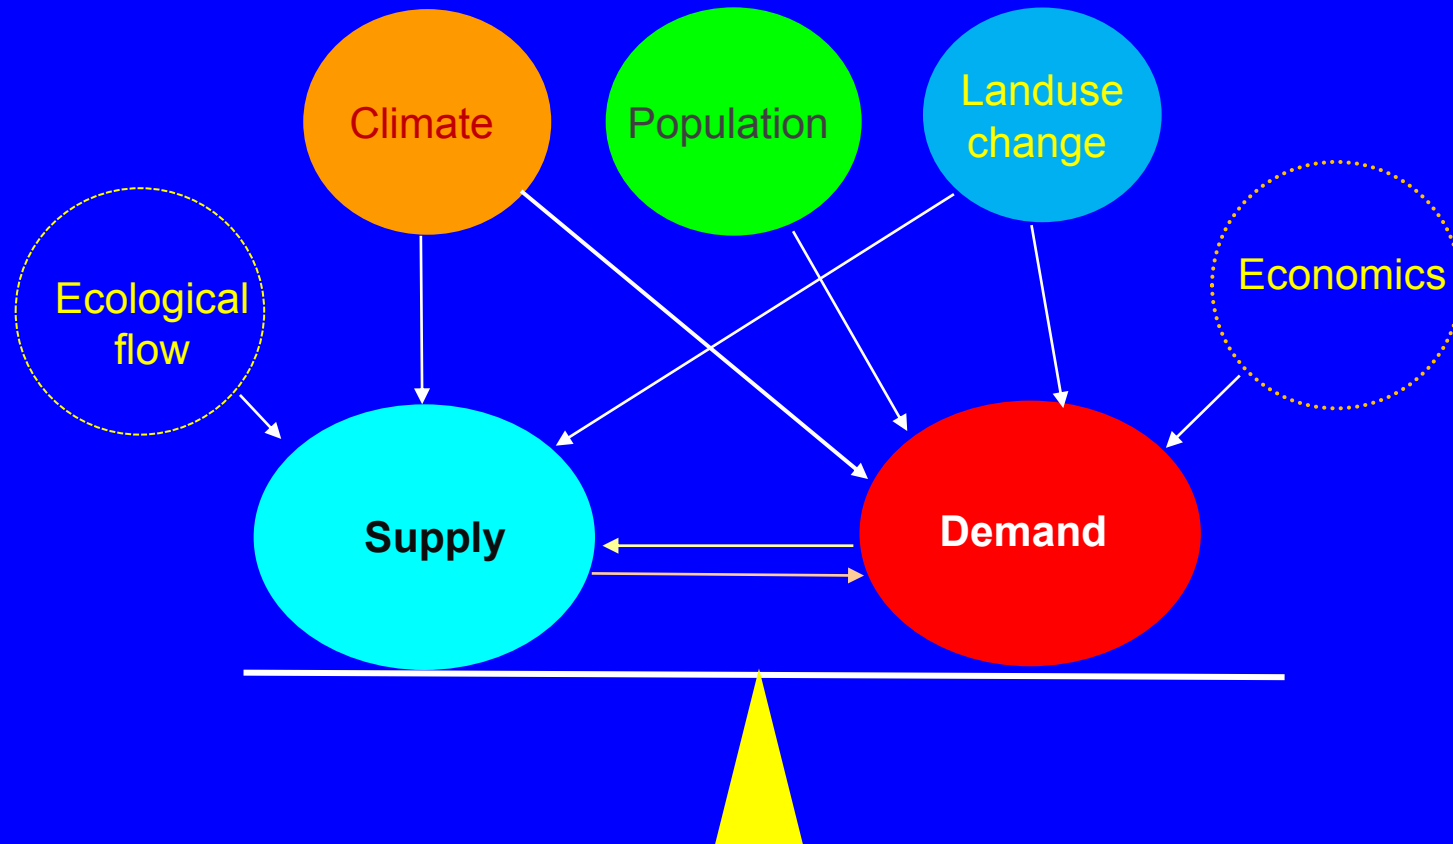 Climate
Population
Landuse
change
Ecological
flow
Economics
Supply
Demand